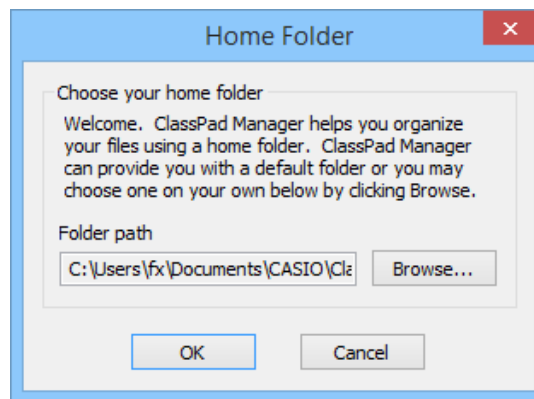 Home Folder
Choose your home folder
Welcome. ClassPad Manager helps you organize
your files using a home folder. ClassPad Manager
can provide you with a default folder or you may
choose one on your own below by clicking Browse.
Folder path
C:\Users\fx\Documents\CASIO\Cla
Browse...
OK
Cancel